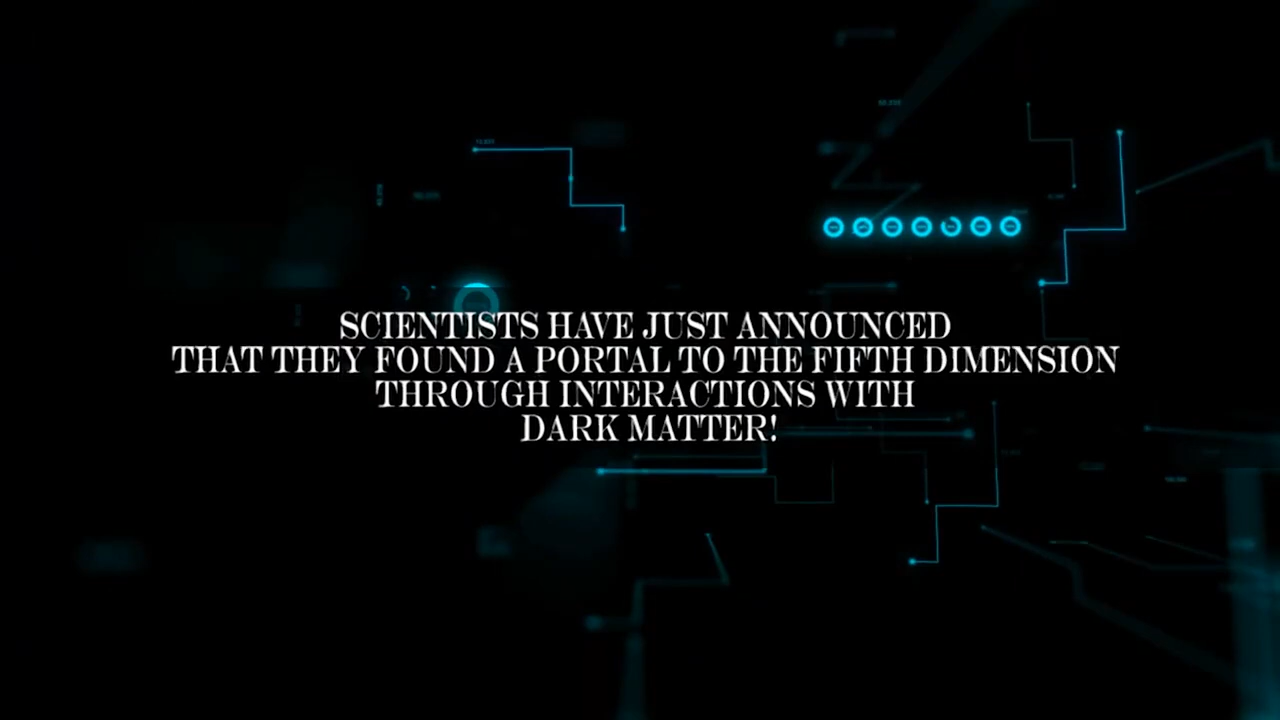 SCIENTISTS HAVE JUST ANNOUNCED
THAT THEY FOUND A PORTAL TO THE FIFTH DIMENSION
THROUGH INTERACTIONS WITH
DARK MATTER!